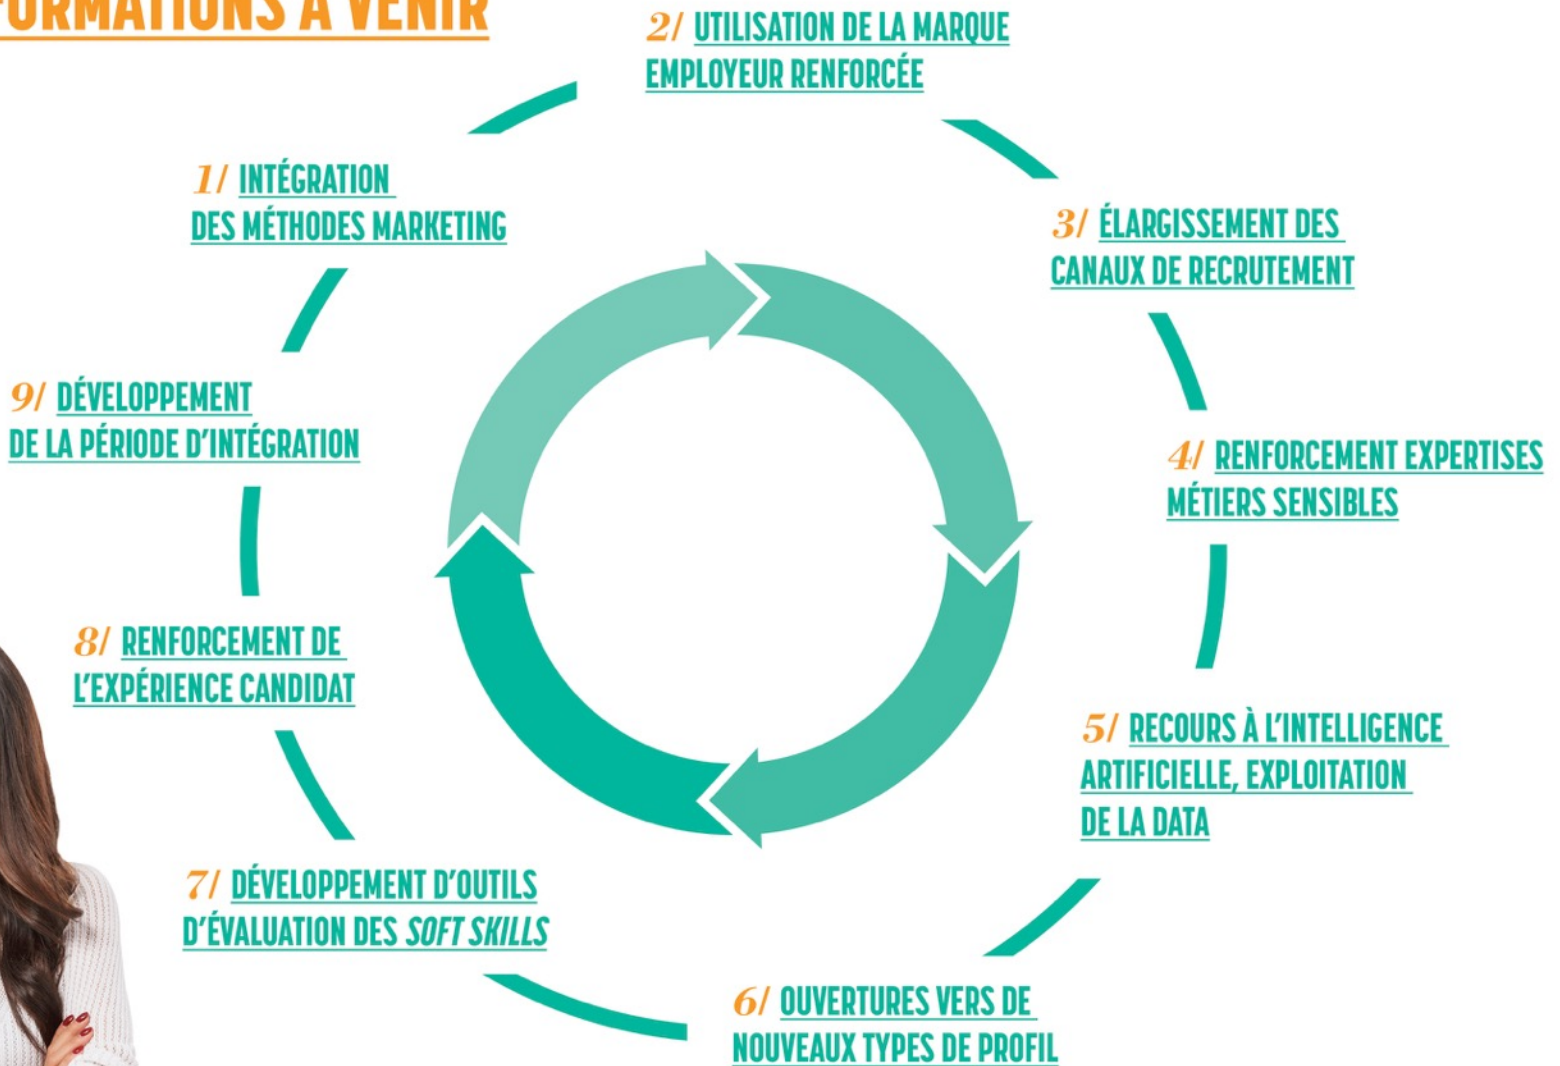 FORMATIONS À VENIR
1/ INTÉGRATION
DES MÉTHODES MARKETING
2/ UTILISATION DE LA MARQUE
EMPLOYEUR RENFORCÉE
3/ ÉLARGISSEMENT DES
CANAUX DE RECRUTEMENT
4/ RENFORCEMENT EXPERTISES
MÉTIERS SENSIBLES
5/ RECOURS À L'INTELLIGENCE
ARTIFICIELLE, EXPLOITATION
DE LA DATA
6/ OUVERTURES VERS DE
NOUVEAUX TYPES DE PROFIL
7/ DÉVELOPPEMENT D'OUTILS
D'ÉVALUATION DES SOFT SKILLS
8/ RENFORCEMENT DE
L'EXPÉRIENCE CANDIDAT
9/ DÉVELOPPEMENT
DE LA PÉRIODE D'INTÉGRATION